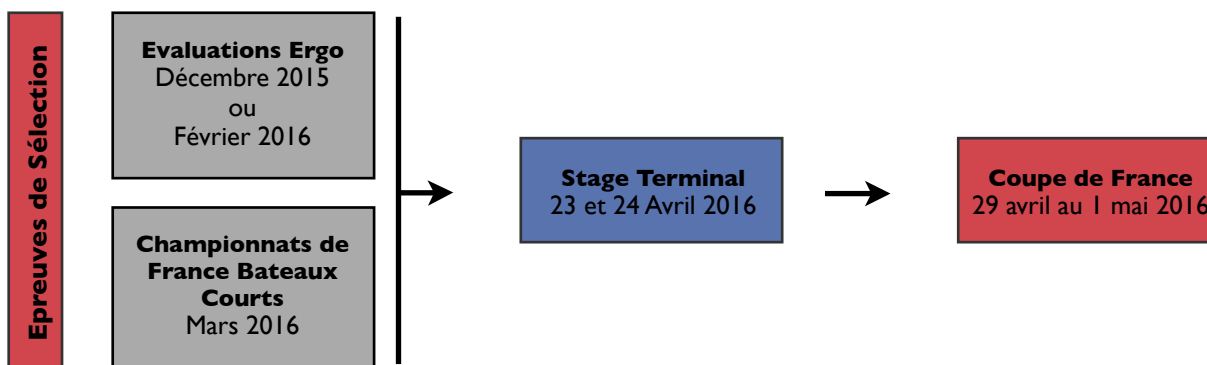 Epreuves de Sélection
Evaluations Ergo
Décembre 2015
ou
Février 2016
Championnats de
France Bateaux
Courts
Mars 2016
Stage Terminal
23 et 24 Avril 2016
Coupe de France
29 avril au 1 mai 2016